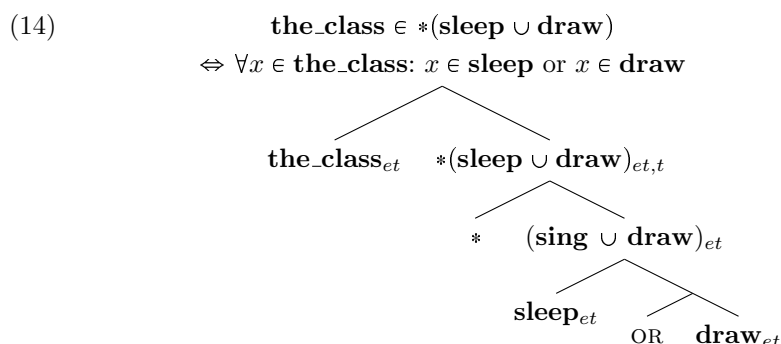 (14) the_class ∈ *(sleep ∪ draw)
⇔ ∀x ∈ the_class: x ∈ sleep or x ∈ draw
the_class_et *(sleep ∪ draw)_et,t
* (sing ∪ draw)_et
sleep_et
OR draw_et